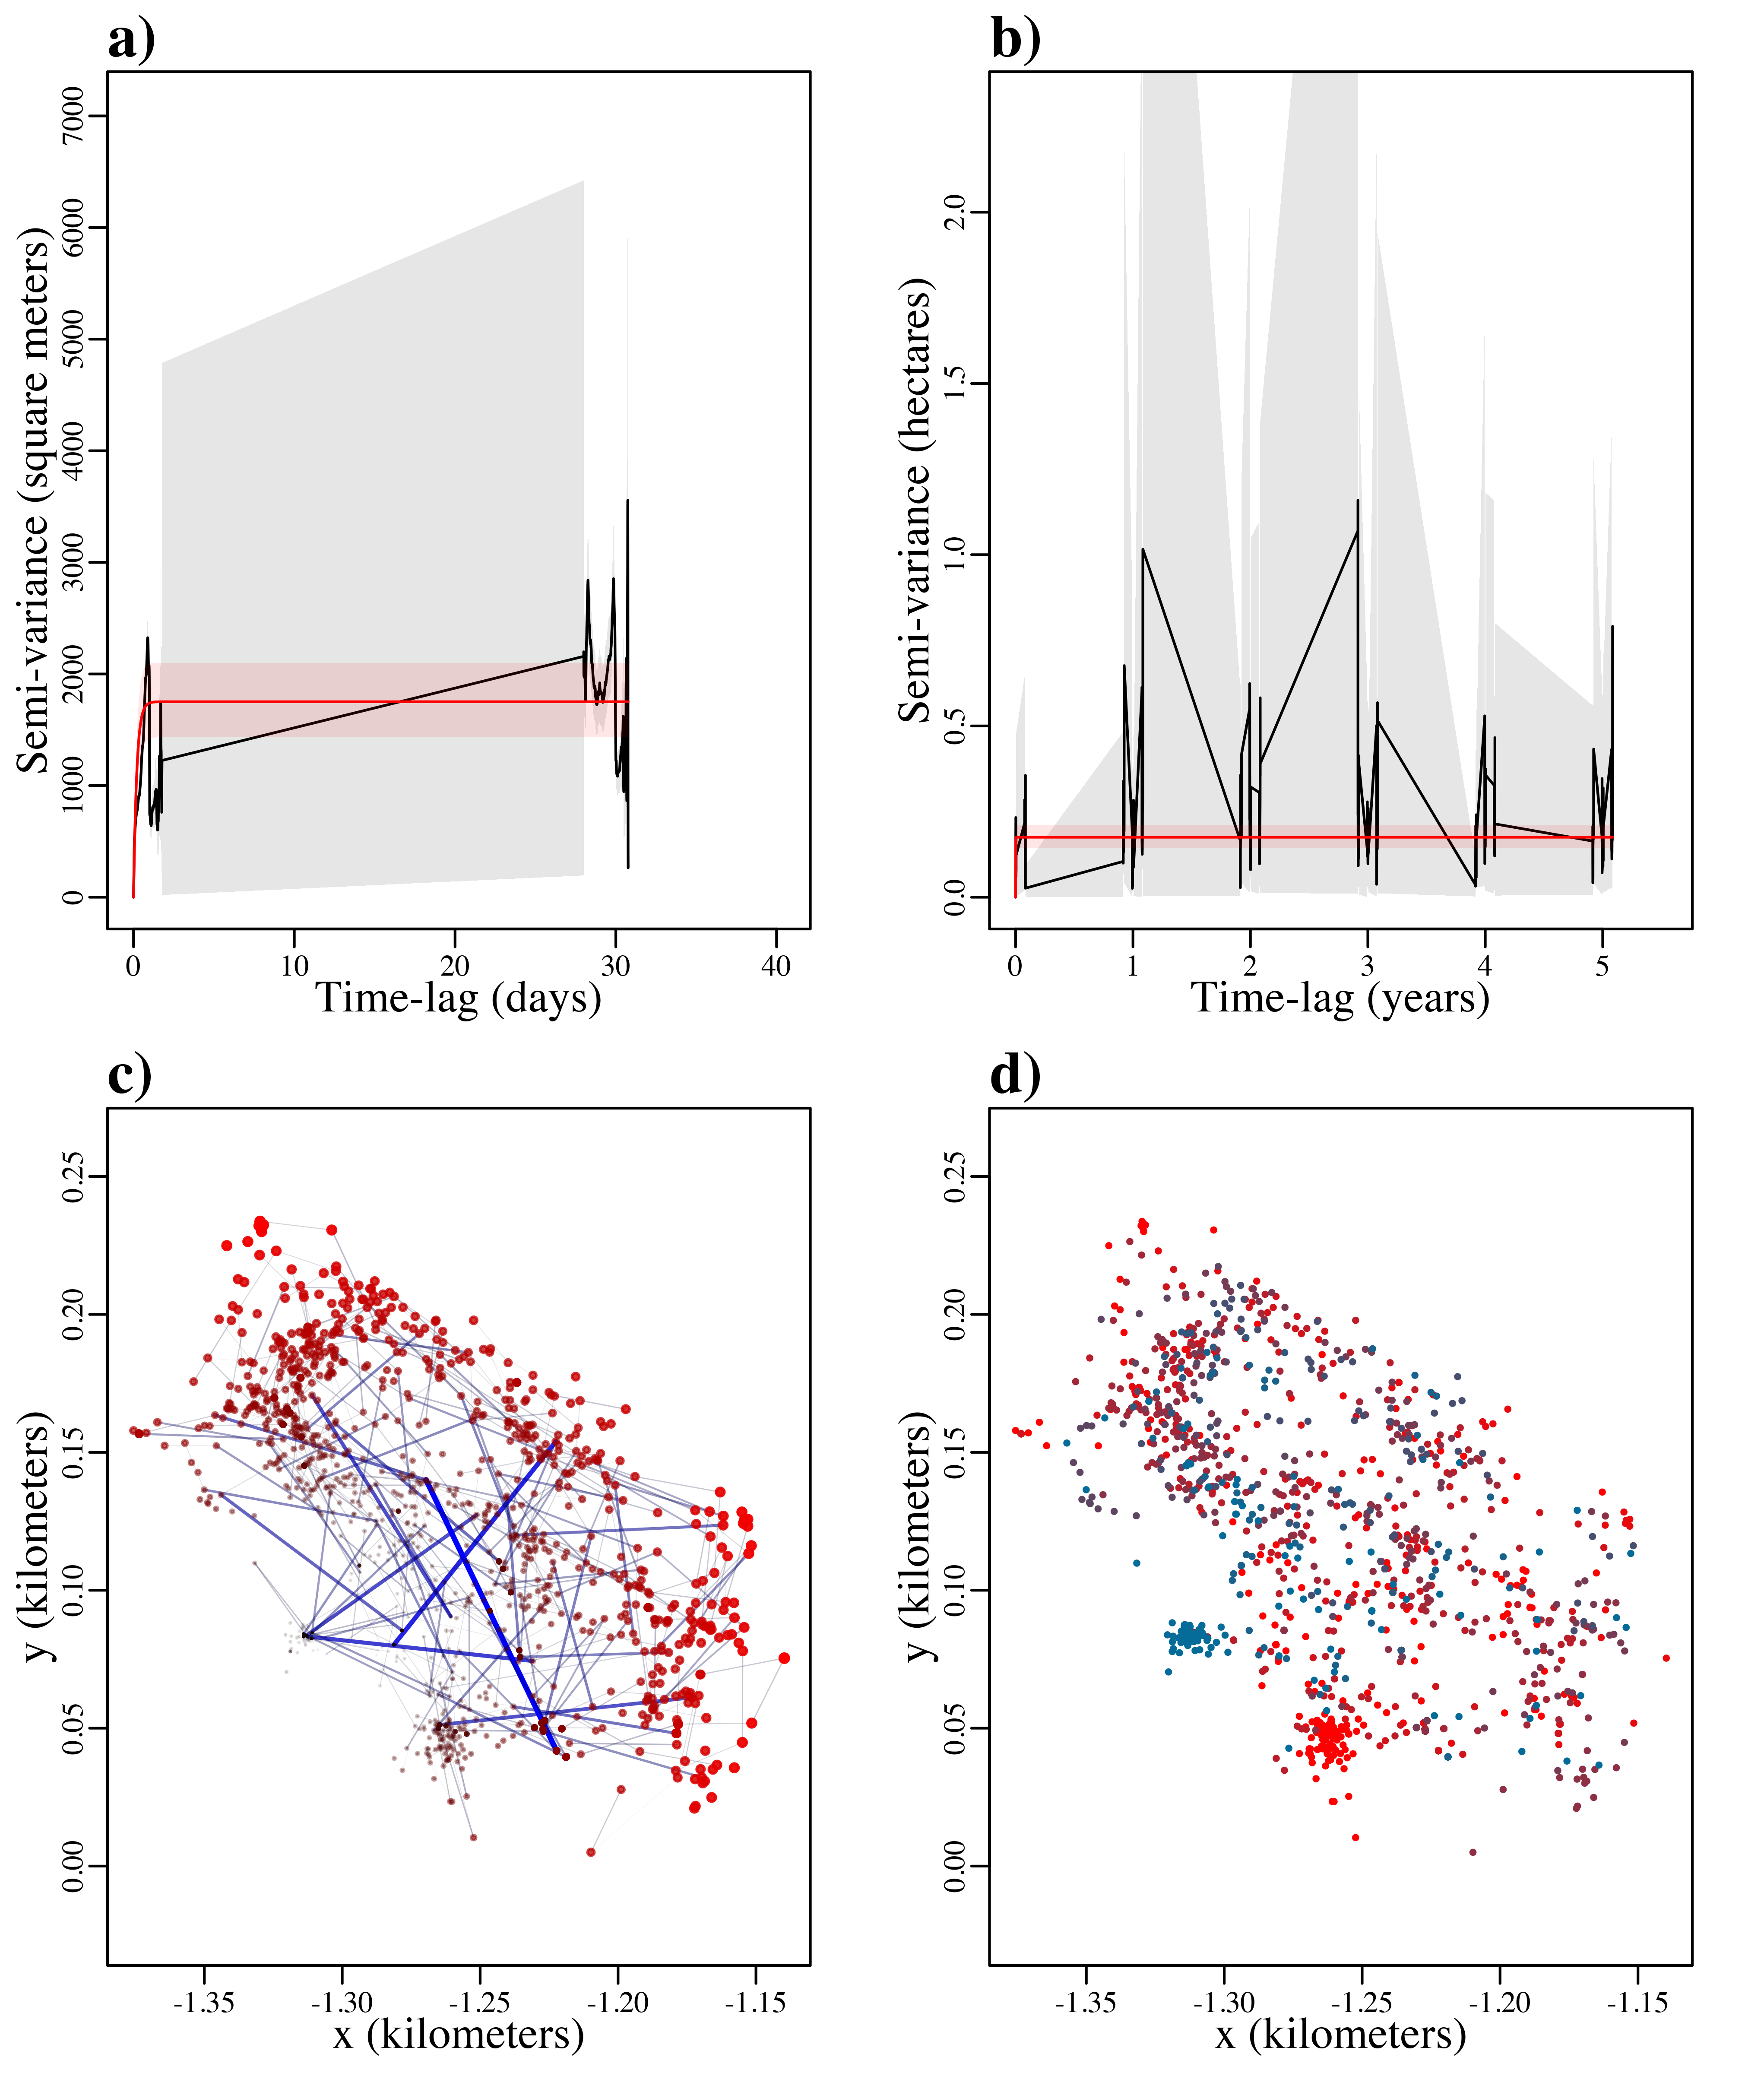 a)
Semi-variance (square meters)
7000
6000
5000
4000
3000
2000
1000
0
0 10 20 30 40
Time-lag (days)
b)
Semi-variance (hectares)
2.0
1.5
1.0
0.5
0.0
0 1 2 3 4 5
Time-lag (years)
c)
y (kilometers)
0.25
0.20
0.15
0.10
0.05
0.00
-1.35 -1.30 -1.25 -1.20 -1.15
x (kilometers)
d)
y (kilometers)
0.25
0.20
0.15
0.10
0.05
0.00
-1.35 -1.30 -1.25 -1.20 -1.15
x (kilometers)